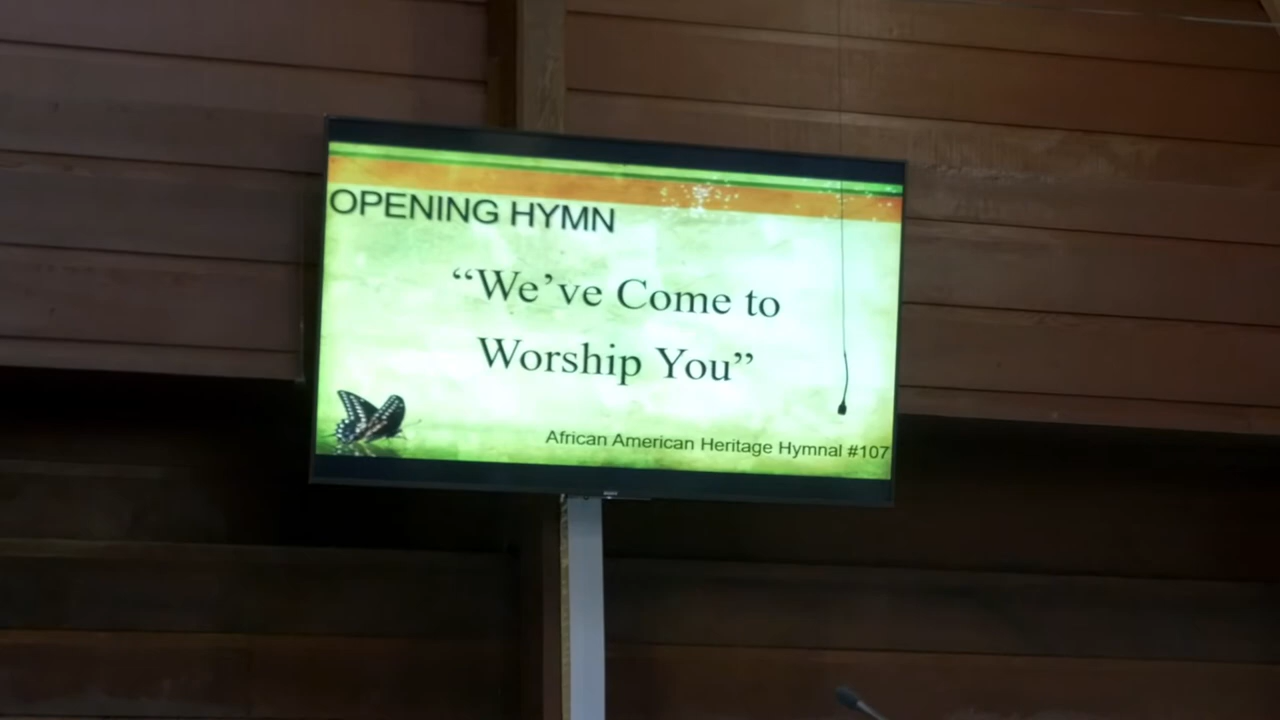 OPENING HYMN
“We’ve Come to
Worship You”
African American Heritage Hymnal #107